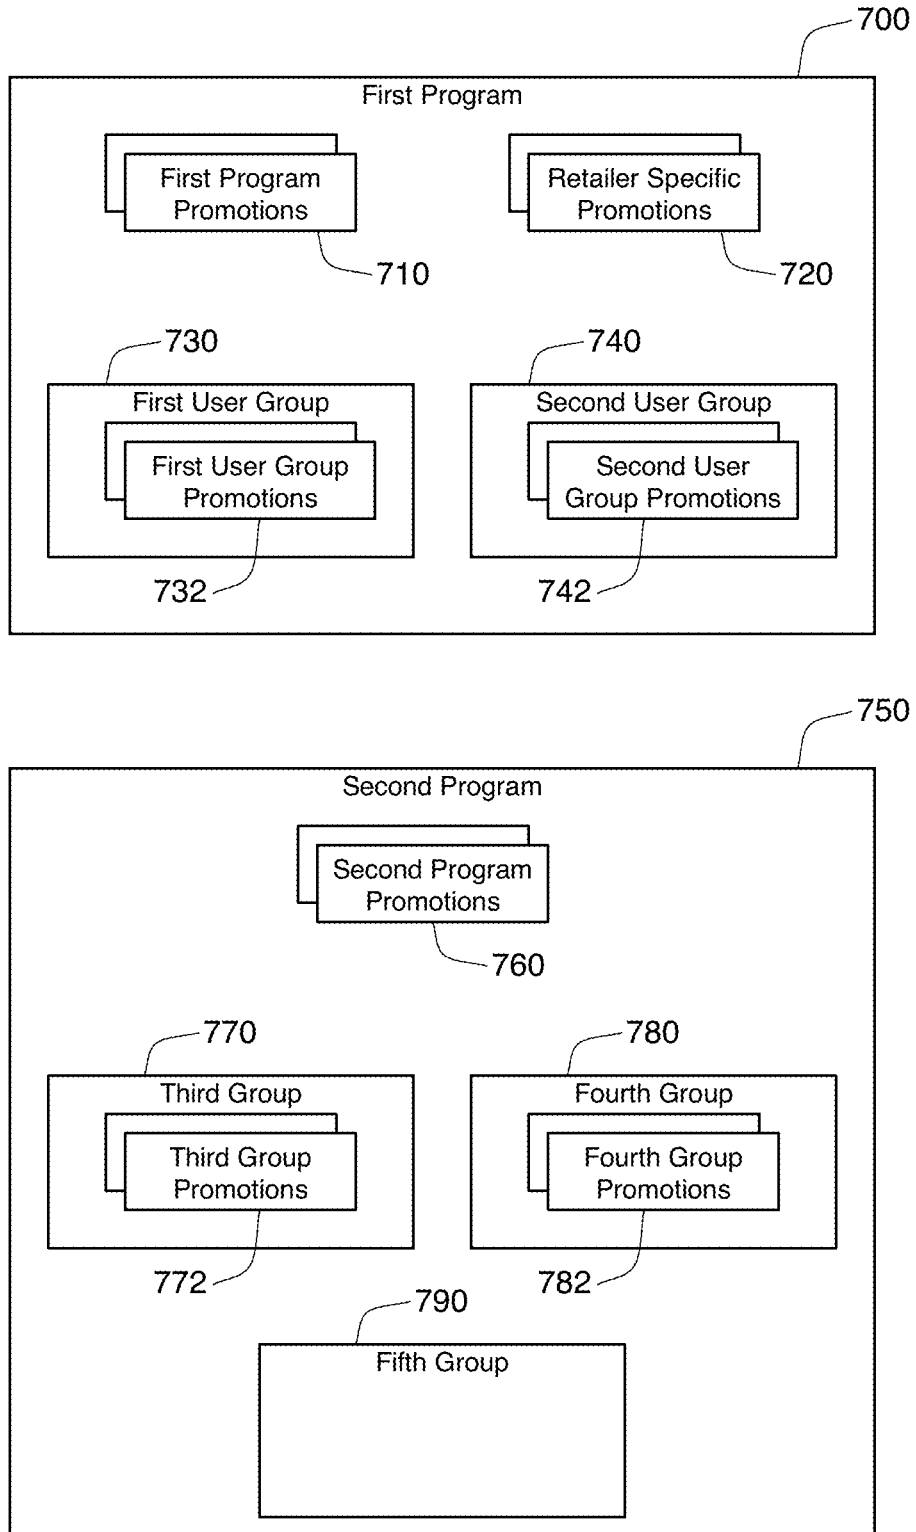 700
First Program
First Program
Promotions
Retailer Specific
Promotions
710
720
730
740
First User Group
Second User Group
First User Group
Promotions
Second User
Group Promotions
732
742
750
Second Program
Second Program
Promotions
760
770
780
Third Group
Fourth Group
Third Group
Promotions
Fourth Group
Promotions
772
782
790
Fifth Group